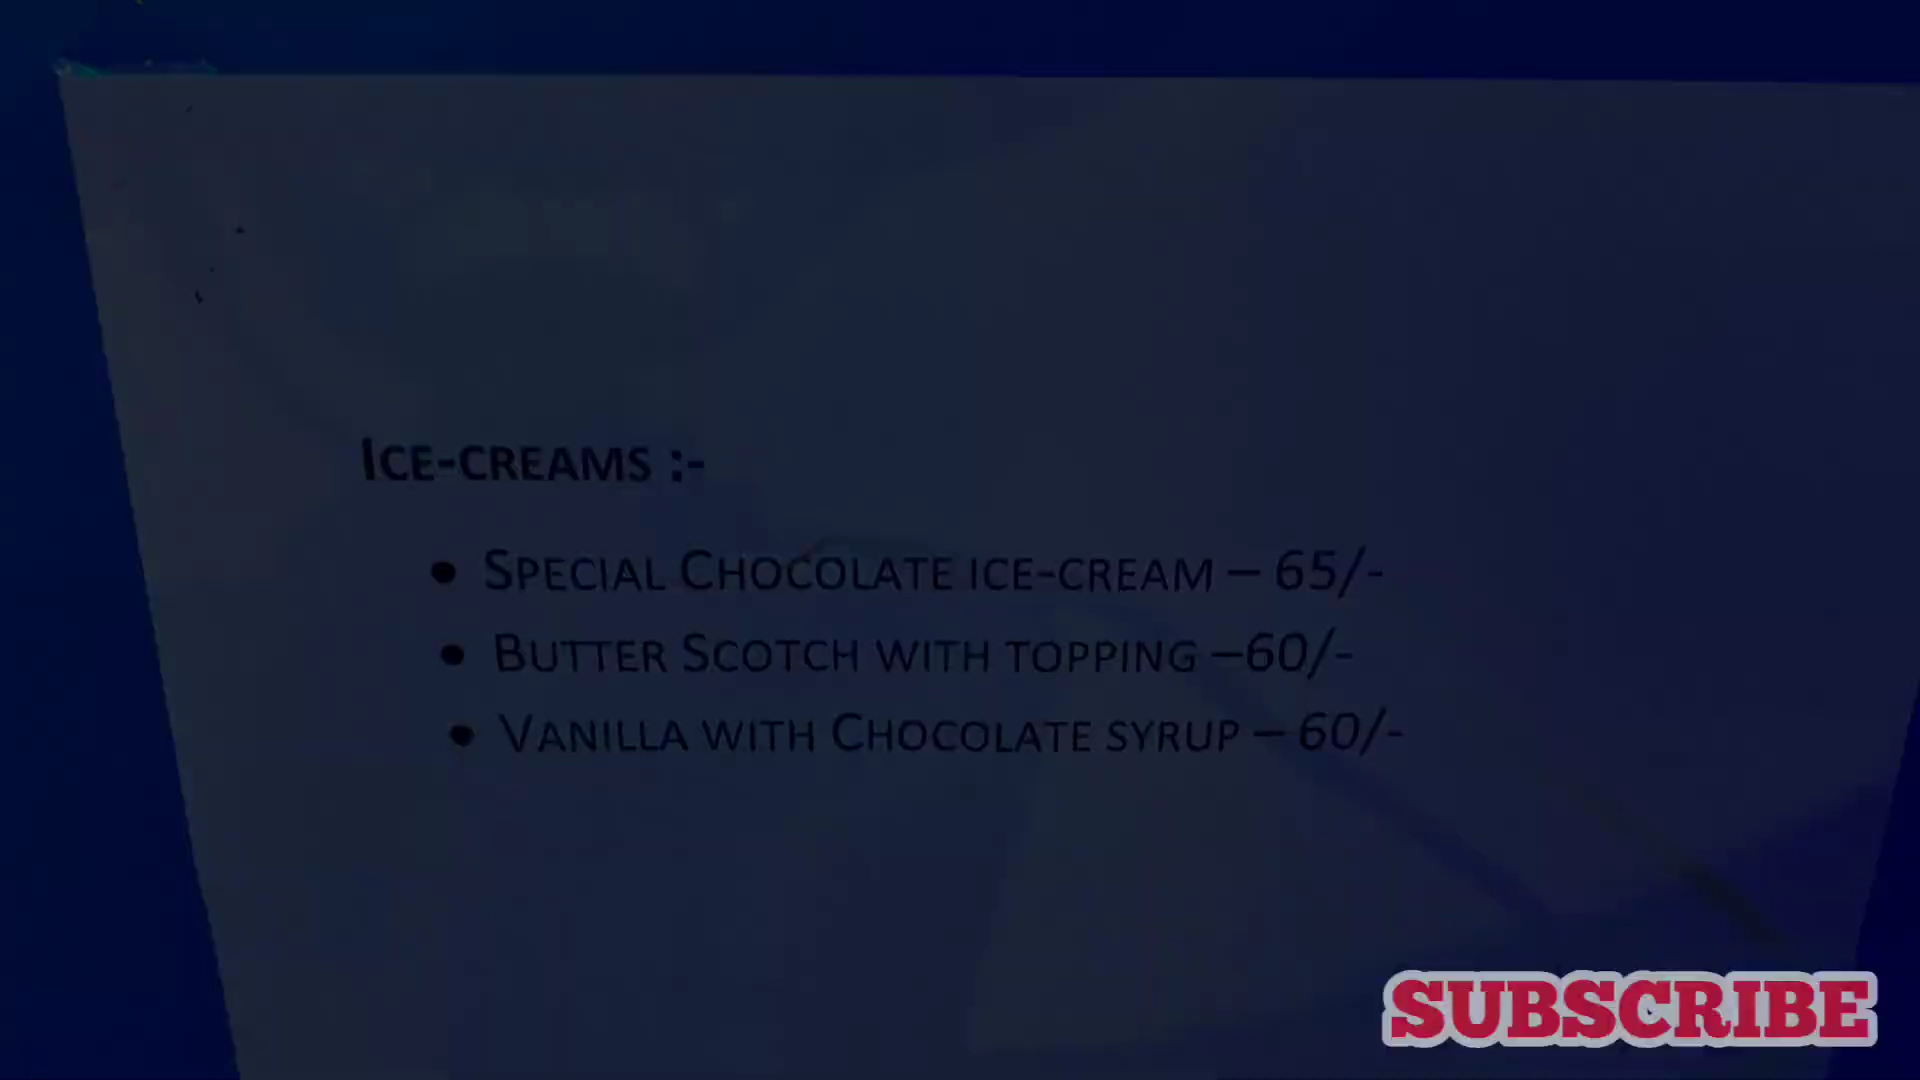 ICE-CREAMS :-
• SPECIAL CHOCOLATE ICE-CREAM – 65/-
• BUTTER SCOTCH WITH TOPPING –60/-
• VANILLA WITH CHOCOLATE SYRUP – 60/-
SUBSCRIBE